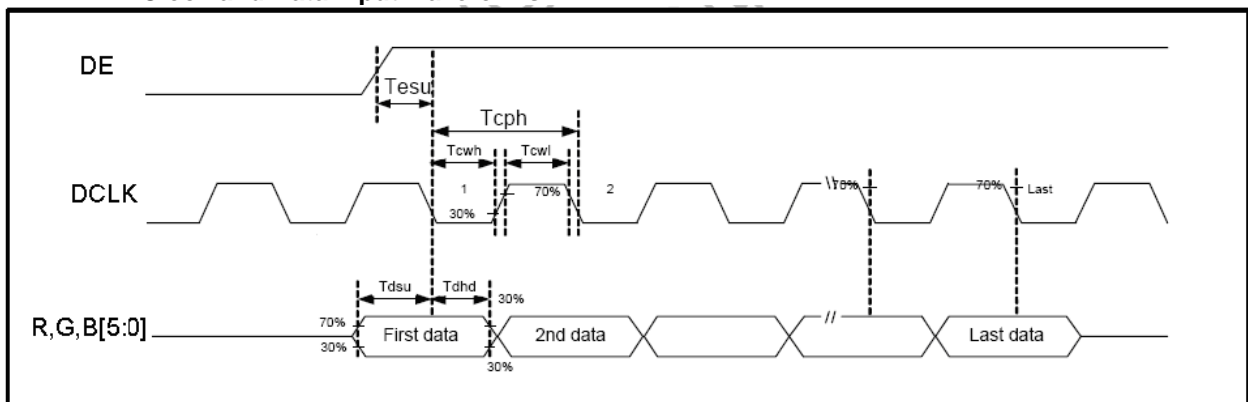 DE
Tesu
Tcph
Tcwh
Tcwl
DCLK
1
70%
2
30%
70%
70%
Last
Tdsu
Tdhd
30%
R,G,B[5:0]
70%
30%
First data
2nd data
//
Last data
30%